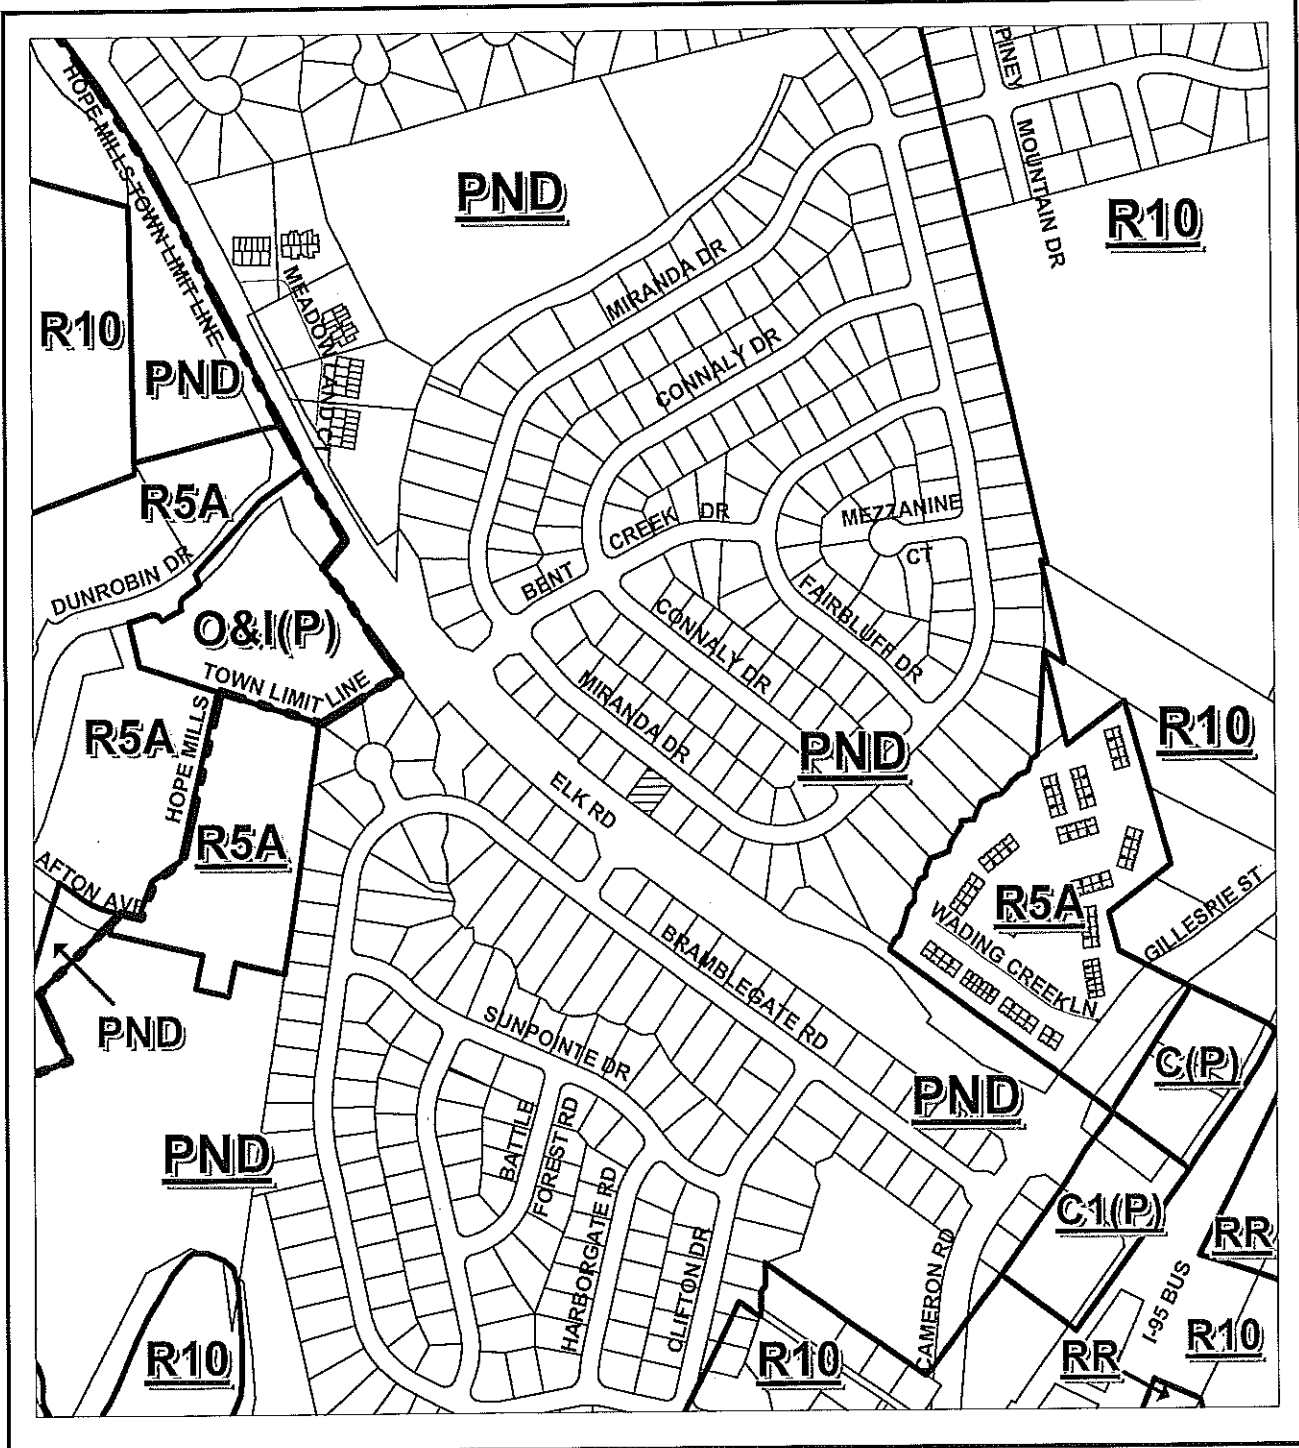 PINEY
MOUNTAIN DR
HOPE MILLS TOWN LIMIT LINE
PND
R10
MIRANDA DR
MEADOWLAND CT
R10
PND
CONNALY DR
R5A
MEZZANINE
CT
CREEK DR
BENT
DUNROBIN DR
FAIRBLUFF DR
CONNALY DR
O&I(P)
TOWN LIMIT LINE
MIRANDA DR
HOPE MILLS
R5A
PND
R10
ELK RD
R5A
AFTON AVE
R5A
GILLESPIE ST
WADING CREEK LN
BRAMBLEGATE RD
PND
SUNPOINTE DR
C(P)
PND
BATTLE
FOREST RD
PND
HARBORGATE RD
C1(P)
CLIFTON DR
CAMERON RD
RR
I-95 BUS
R10
R10
RR
R10